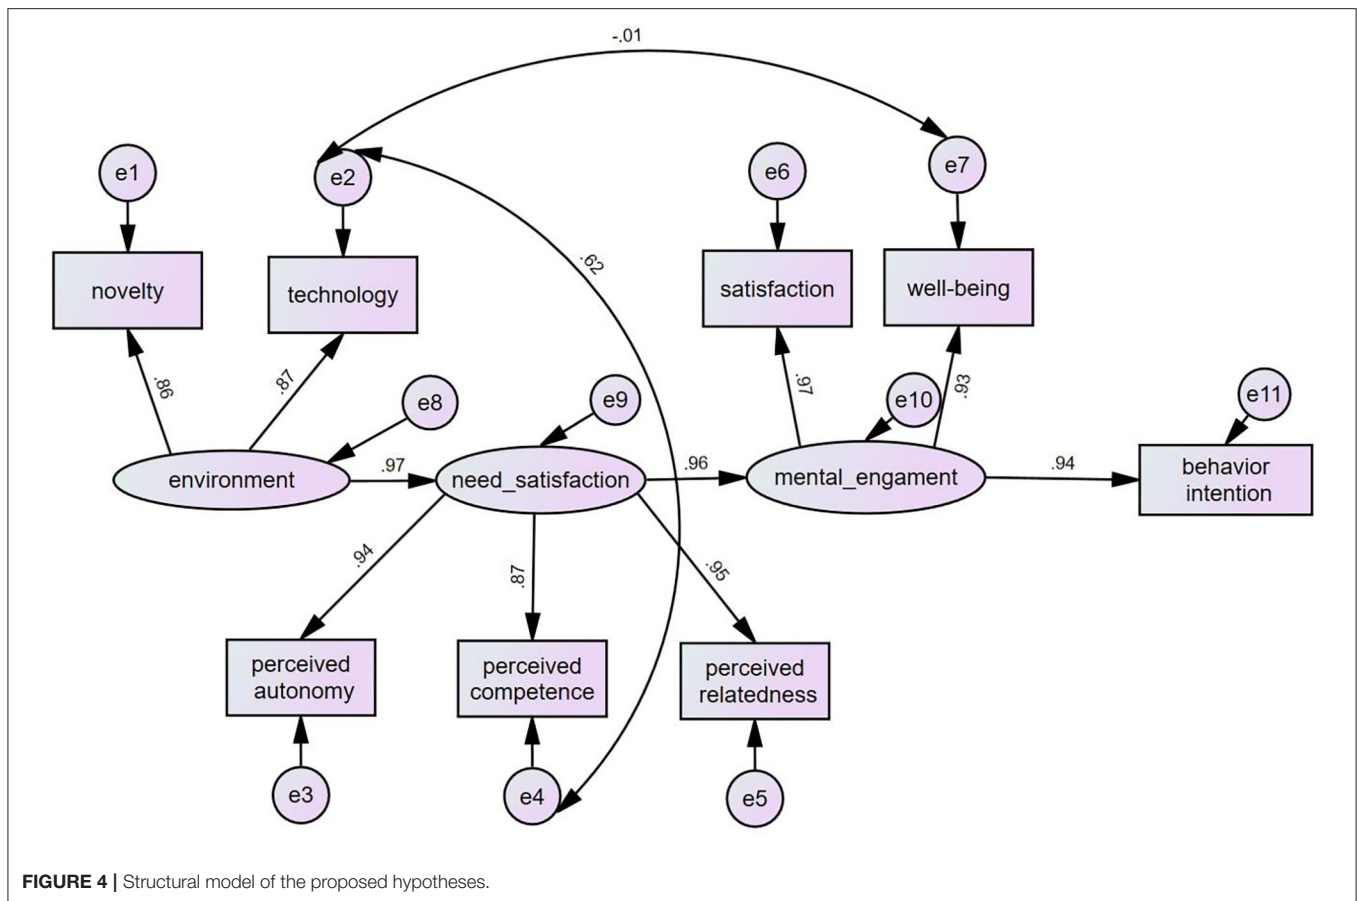 -.01
e1
e2
e6
e7
.62
novelty
technology
satisfaction
well-being
.86
.87
e8
e9
.97
e10
.93
e11
environment
.97
need_satisfaction
.96
mental_engament
.94
behavior
intention
.94
.87
.95
perceived
autonomy
perceived
competence
perceived
relatedness
e3
e4
e5
FIGURE 4 | Structural model of the proposed hypotheses.